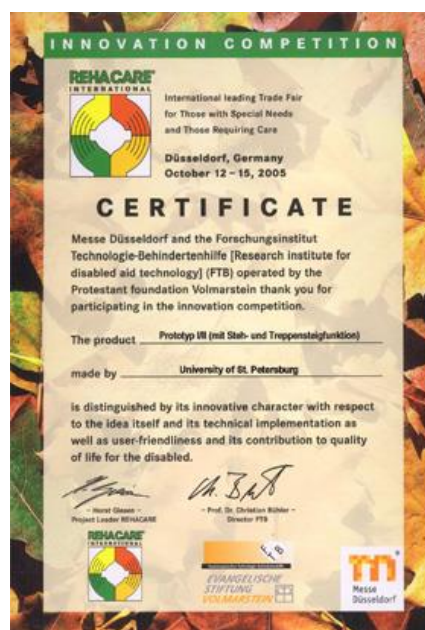 INNOVATION COMPETITION
REHACARE
INTERNATIONAL
International leading Trade Fair
for Those with Special Needs
and Those Requiring Care
Düsseldorf, Germany
October 12 – 15, 2005
CERTIFICATE
Messe Düsseldorf and the Forschungsinstitut
Technologie-Behindertenhilfe [Research institute for
disabled aid technology] (FTB) operated by the
Protestant foundation Volmarstein thank you for
participating in the innovation competition.
The product Prototyp I/II (mit Steh- und Treppensteigfunktion)
made by University of St. Petersburg
is distinguished by its innovative character with respect
to the idea itself and its technical implementation as
well as user-friendliness and its contribution to quality
of life for the disabled.
– Horst Giesen –
Project Leader REHACARE
– Prof. Dr. Christian Bühler –
Director FTB
REHACARE
INTERNATIONAL
EVANGELISCHE
STIFTUNG
VOLMARSTEIN
Messe
Düsseldorf